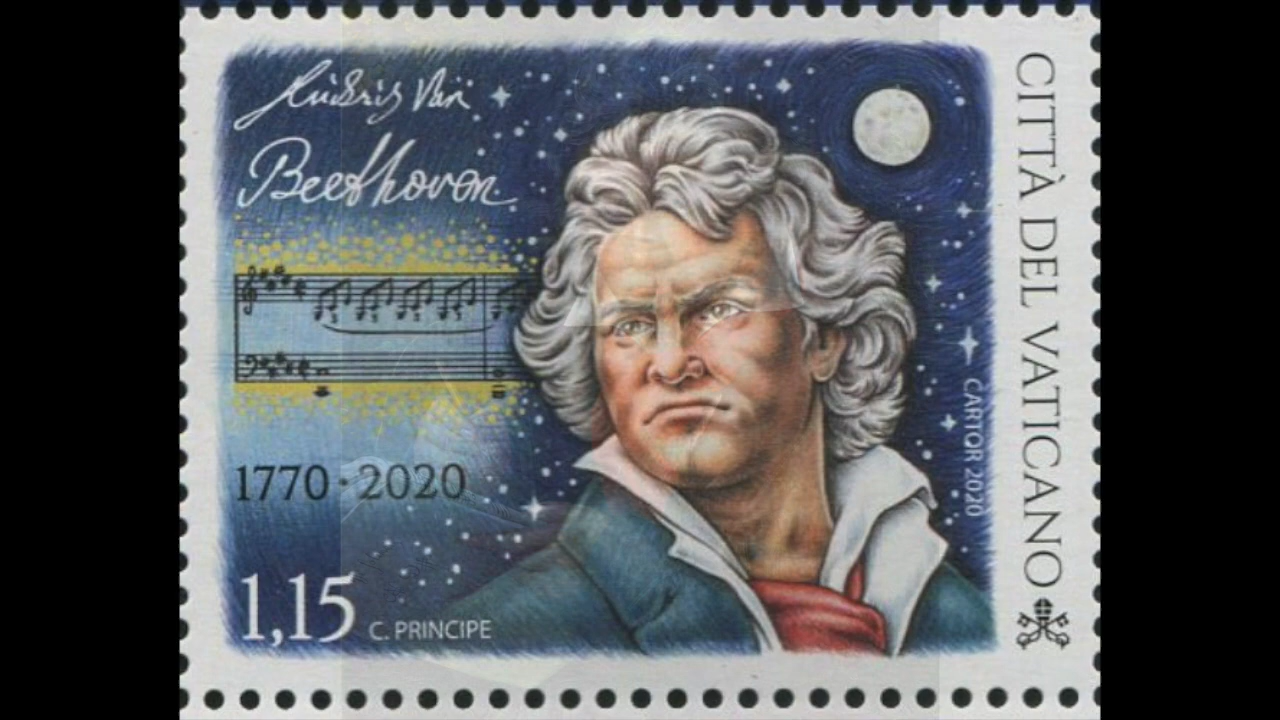 Ludwig Van
Beethoven
1770·2020
1,15
C. PRINCIPE
CITTÀ DEL VATICANO
CARTOR 2020